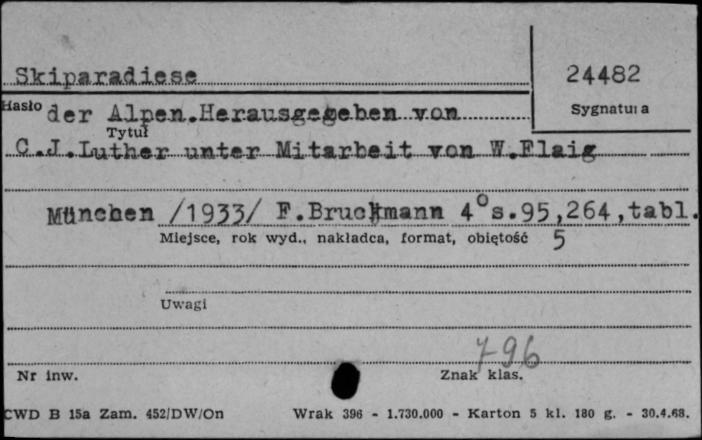 Skiparadiese
24482
Hasło der Alpen.Herausgegeben von
Sygnatura
Tytuł
C.J.Luther unter Mitarbeit von W.Flaig
München /1933/ F.Bruckmann 4° s.95,264,tabl.
Miejsce, rok wyd., nakładca, format, objętość 5
Uwagi
796
Nr inw.
Znak klas.
CWD B 15a Zam. 452/DW/On Wrak 396 - 1.730.000 - Karton 5 kl. 180 g. - 30.4.68.